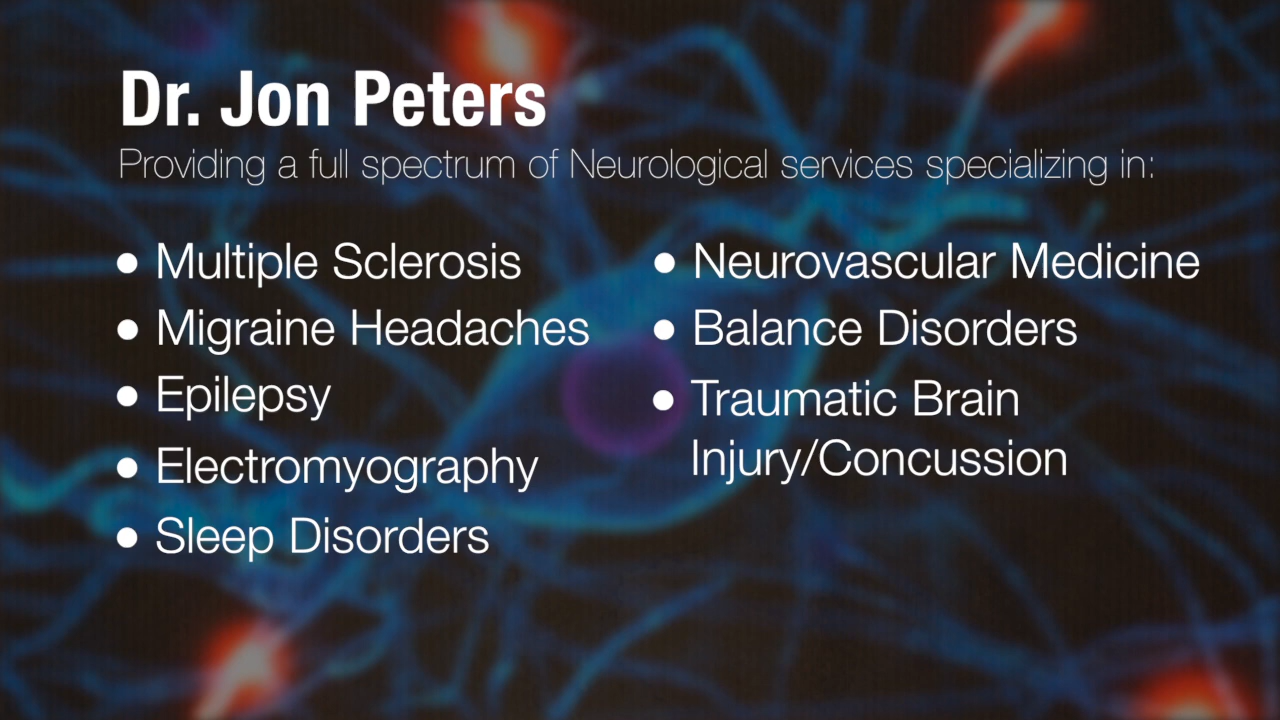 Dr. Jon Peters
Providing a full spectrum of Neurological services specializing in:
• Multiple Sclerosis
• Migraine Headaches
• Epilepsy
• Electromyography
• Sleep Disorders
• Neurovascular Medicine
• Balance Disorders
• Traumatic Brain
Injury/Concussion